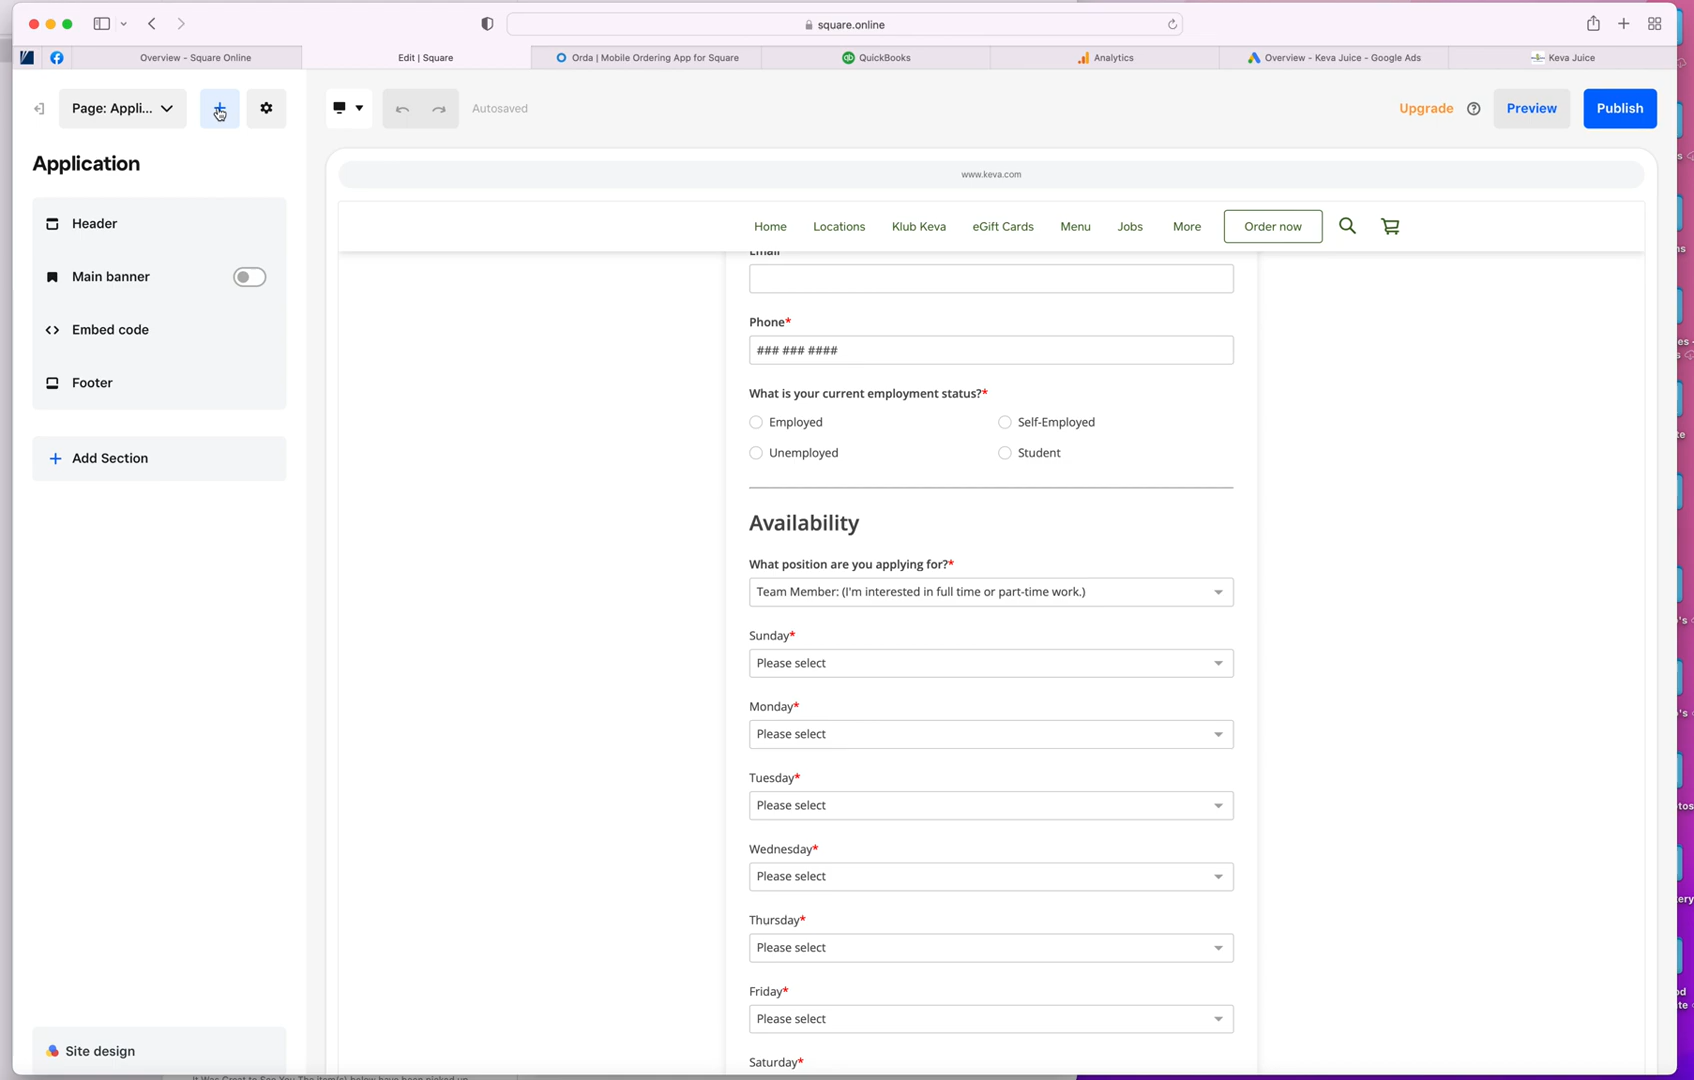 square.online
Overview - Square Online
Edit | Square
Orda | Mobile Ordering App for Square
QuickBooks
Analytics
Overview - Keva Juice - Google Ads
Keva Juice
Page: Appli...
Autosaved
Upgrade
Preview
Publish
Application
Header
Main banner
Embed code
Footer
Add Section
Site design
www.keva.com
Home
Locations
Klub Keva
eGift Cards
Menu
Jobs
More
Order now
Email
Phone*
### ### ####
What is your current employment status?*
Employed
Self-Employed
Unemployed
Student
Availability
What position are you applying for?*
Team Member: (I'm interested in full time or part-time work.)
Sunday*
Please select
Monday*
Please select
Tuesday*
Please select
Wednesday*
Please select
Thursday*
Please select
Friday*
Please select
Saturday*